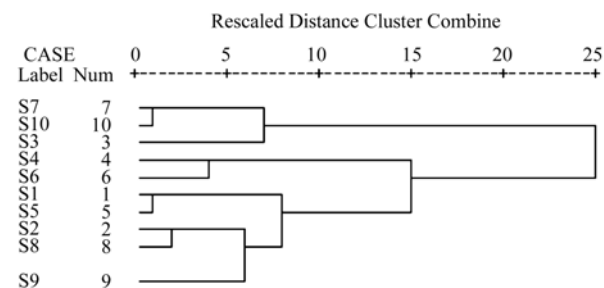 Rescaled Distance Cluster Combine
CASE 0 5 10 15 20 25
Label Num
S7 7
S10 10
S3 3
S4 4
S6 6
S1 1
S5 5
S2 2
S8 8
S9 9